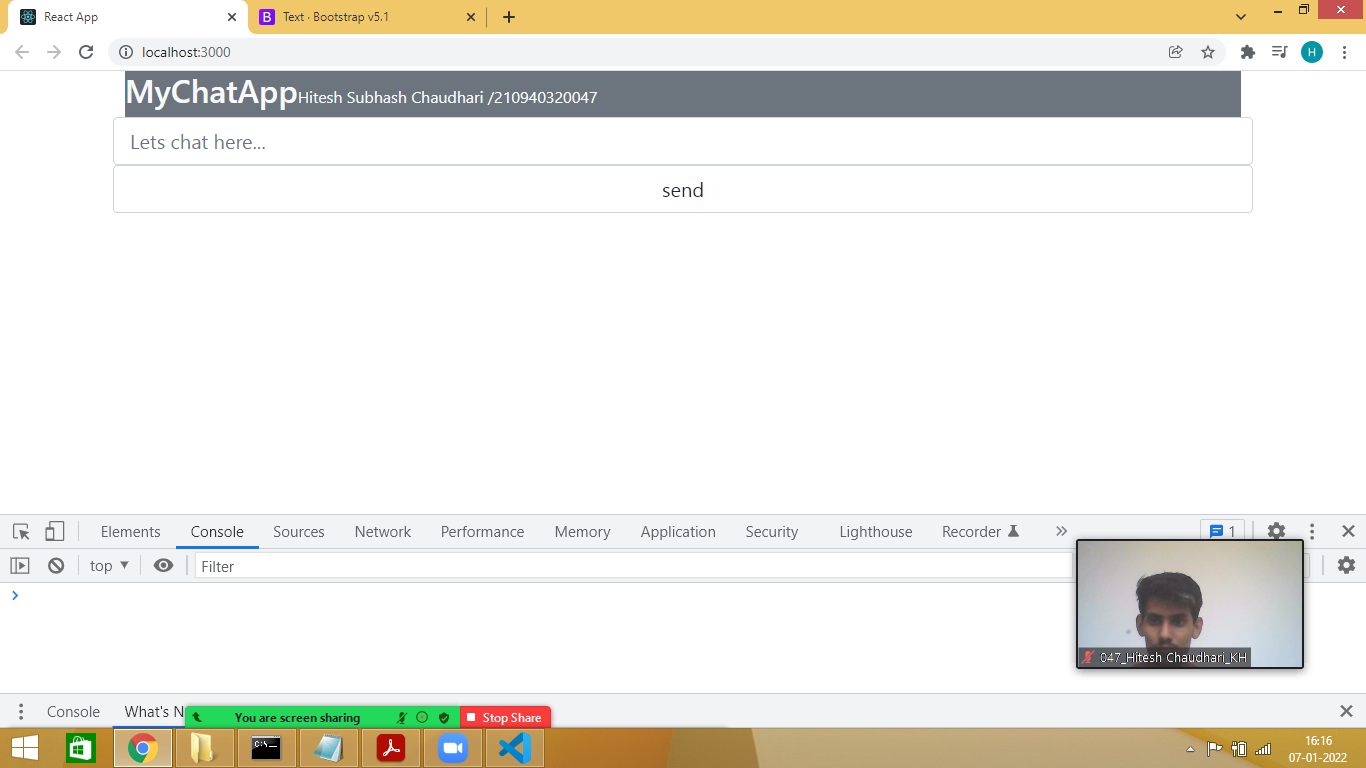 React App
Text · Bootstrap v5.1
localhost:3000
H
MyChatAppHitesh Subhash Chaudhari /210940320047
Lets chat here...
send
Elements Console Sources Network Performance Memory Application Security Lighthouse Recorder 1
top Filter
047_Hitesh Chaudhari_KH
Console What's N
You are screen sharing Stop Share
C:\_
16:16
07-01-2022